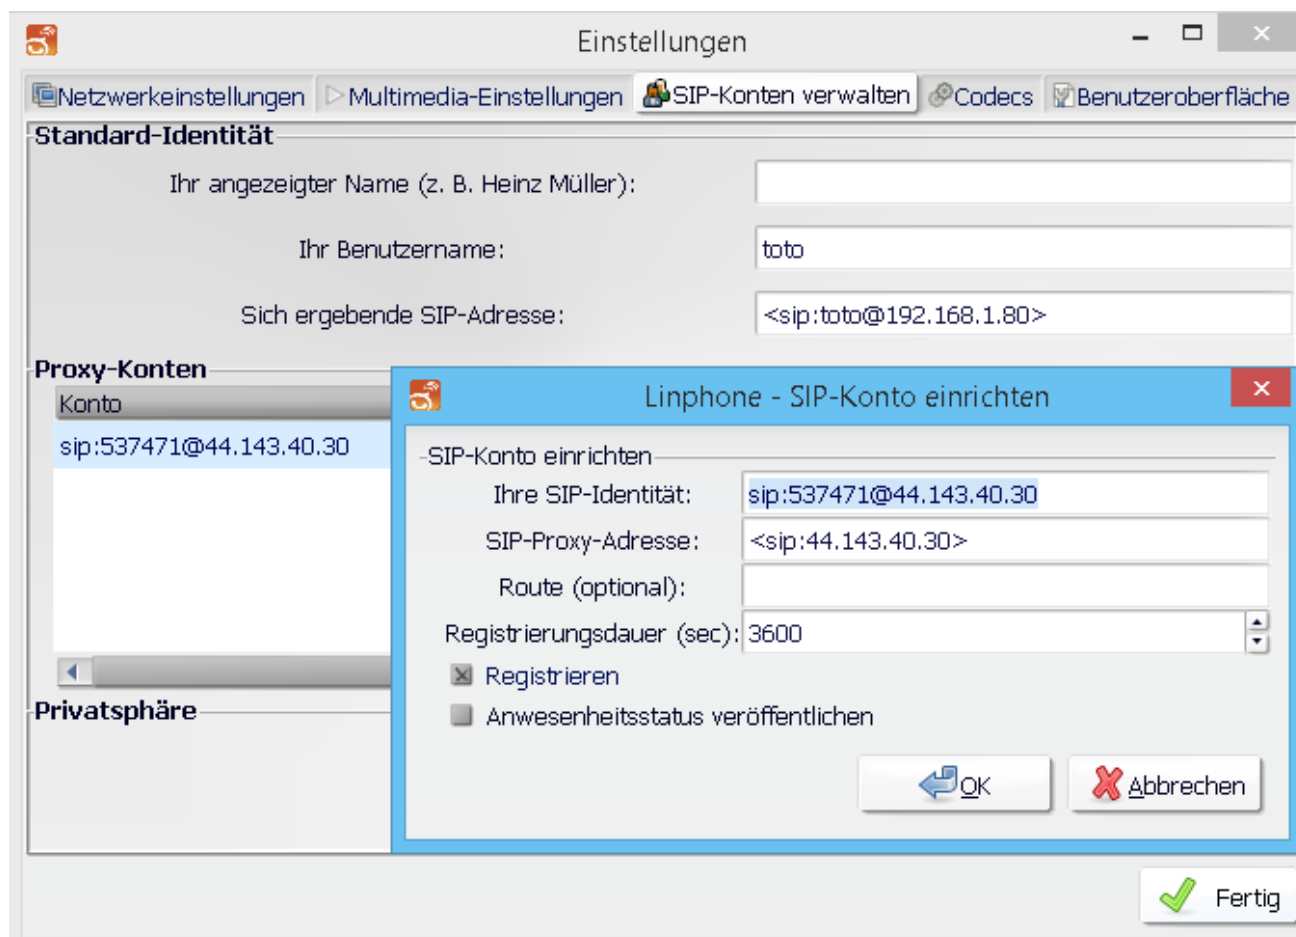 Einstellungen
Netzwerkeinstellungen Multimedia-Einstellungen SIP-Konten verwalten Codecs Benutzeroberfläche
Standard-Identität
Ihr angezeigter Name (z. B. Heinz Müller):
Ihr Benutzername: toto
Sich ergebende SIP-Adresse: <sip:toto@192.168.1.80>
Proxy-Konten
Konto
sip:537471@44.143.40.30
Linphone - SIP-Konto einrichten
SIP-Konto einrichten
Ihre SIP-Identität: sip:537471@44.143.40.30
SIP-Proxy-Adresse: <sip:44.143.40.30>
Route (optional):
Registrierungsdauer (sec): 3600
Registrieren
Anwesenheitsstatus veröffentlichen
OK Abbrechen
Privatsphäre
Fertig